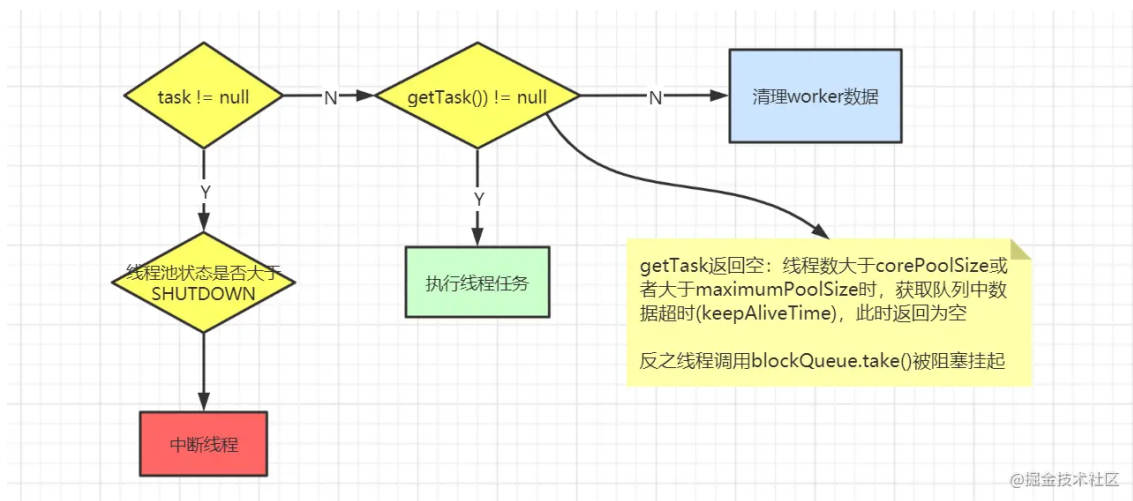 task != null
N
getTask()) != null
N
清理worker数据
Y
Y
线程池状态是否大于
SHUTDOWN
执行线程任务
getTask返回空：线程数大于corePoolSize或
者大于maximumPoolSize时，获取队列中数
据超时(keepAliveTime)，此时返回为空
反之线程调用blockQueue.take()被阻塞挂起
中断线程
@掘金技术社区